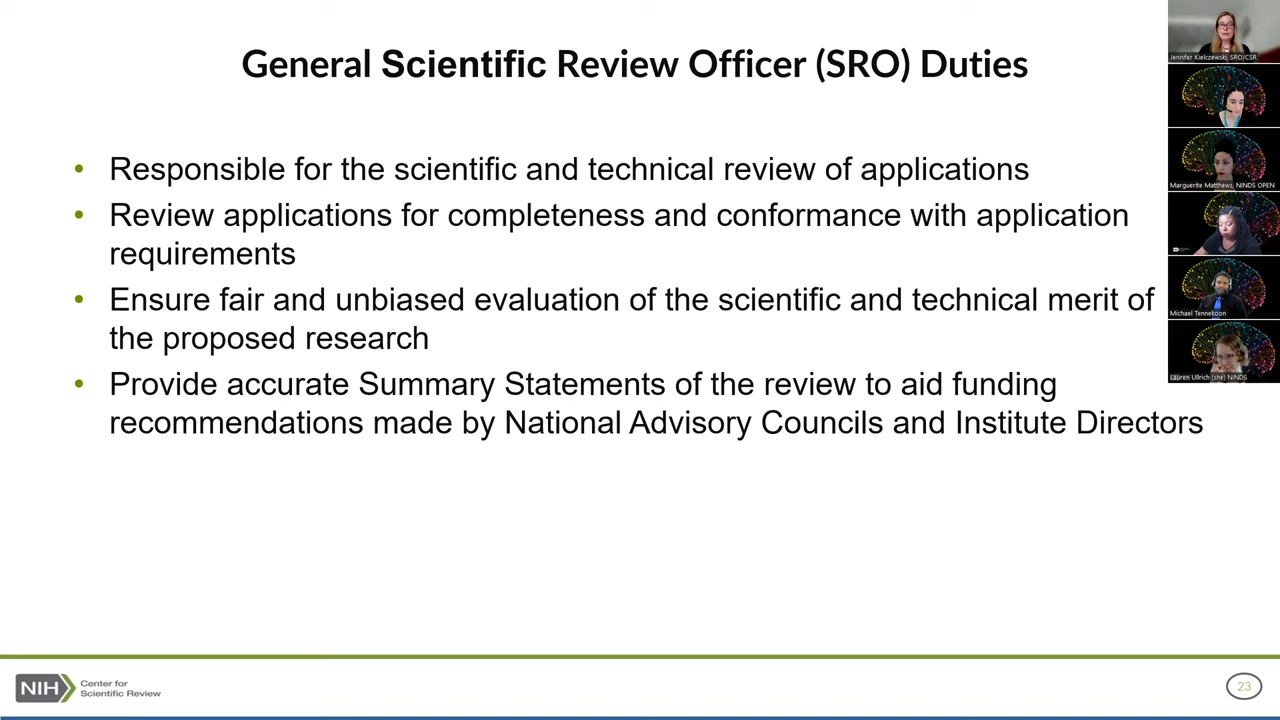 General Scientific Review Officer (SRO) Duties
• Responsible for the scientific and technical review of applications
• Review applications for completeness and conformance with application
requirements
• Ensure fair and unbiased evaluation of the scientific and technical merit of
the proposed research
• Provide accurate Summary Statements of the review to aid funding
recommendations made by National Advisory Councils and Institute Directors
Jennifer Kielczewski, SRO/CSR
Marguerite Matthews, NINDS OPEN
Michael Tennekoon
Lauren Ullrich (she) NINDS
NIH
Center for
Scientific Review
23